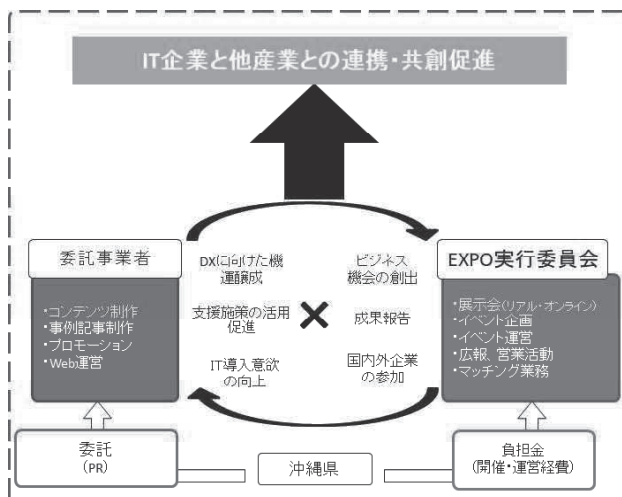 IT企業と他産業との連携・共創促進
委託事業者
・コンテンツ制作
・事例記事制作
・プロモーション
・Web運営
DXに向けた機
運醸成
支援施策の活用
促進
IT導入意欲
の向上
ビジネス
機会の創出
成果報告
国内外企業
の参加
EXPO実行委員会
・展示会(リアル・オンライン)
・イベント企画
・イベント運営
・広報、営業活動
・マッチング業務
委託
(PR)
沖縄県
負担金
(開催・運営経費)